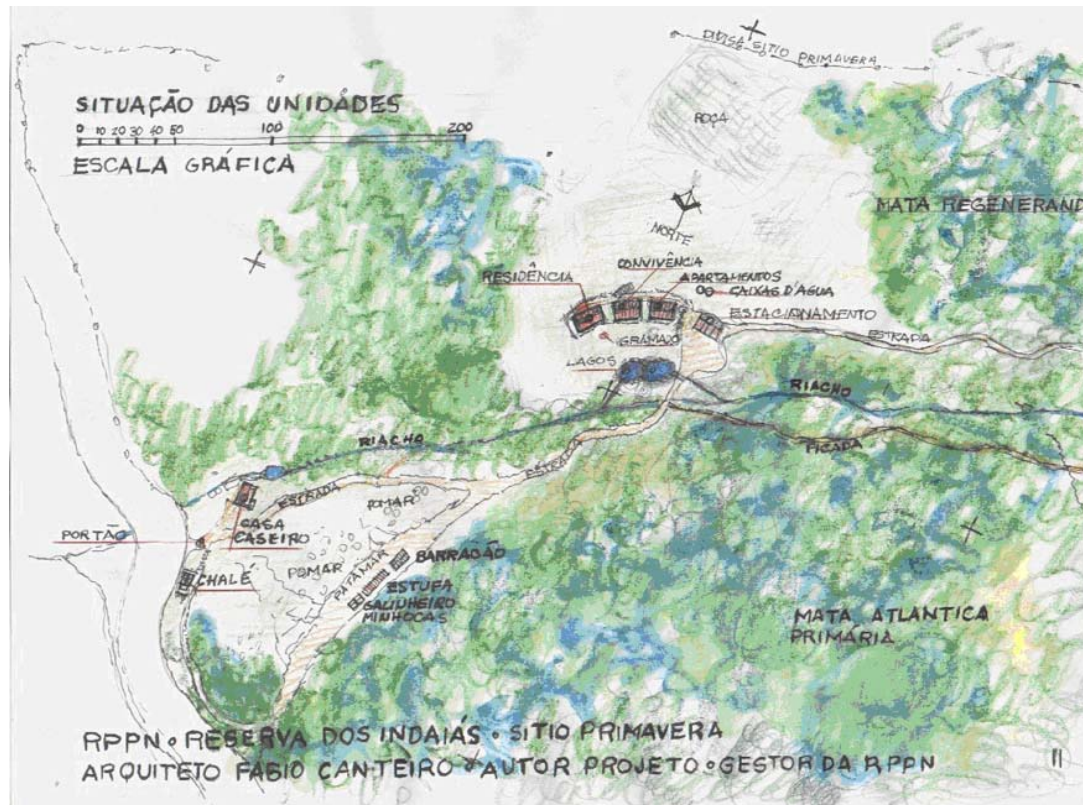 DIVISA SITIO PRIMAVERA
SITUAÇÃO DAS UNIDADES
0 10 20 30 40 50 100 200
ESCALA GRÁFICA
ROÇA
MATA REGENERAND
NORTE
CONVIVÊNCIA
RESIDÊNCIA
APARTAMENTOS
CAIXAS D'AGUA
ESTACIONAMENTO
GRAMADO
ESTRADA
LAGOS
RIACHO
RIACHO
PICADA
ESTRADA
ESTRADA
POMAR
CASA
CASEIRO
PORTÃO
BARRACÃO
POMAR
PATAMAR
CHALÉ
ESTUFA
GALINHEIRO
MINHOCAS
MATA ATLANTICA
PRIMÁRIA
RPPN • RESERVA DOS INDAIÁS • SITIO PRIMAVERA
ARQUITETO FABIO CANTEIRO • AUTOR PROJETO • GESTOR DA RPPN
11